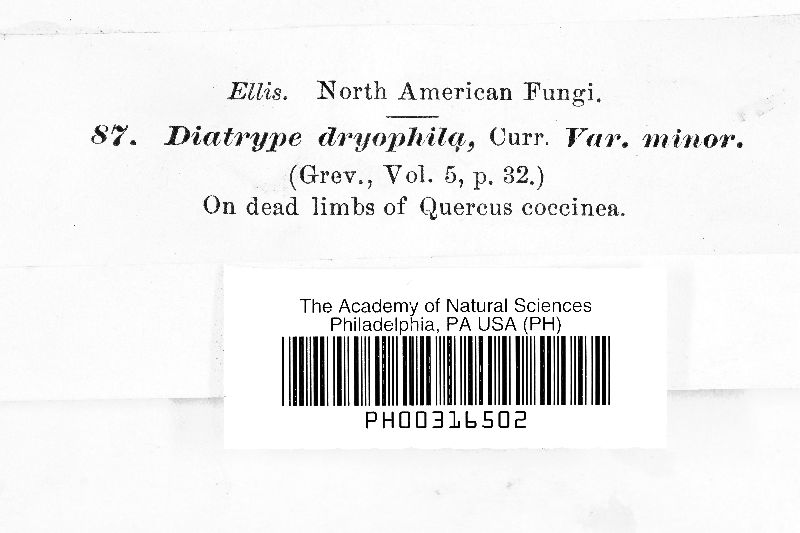 Ellis. North American Fungi.
87. Diatrype dryophila, Curr. Var. minor.
(Grev., Vol. 5, p. 32.)
On dead limbs of Quercus coccinea.
The Academy of Natural Sciences
Philadelphia, PA USA (PH)
PH00316502